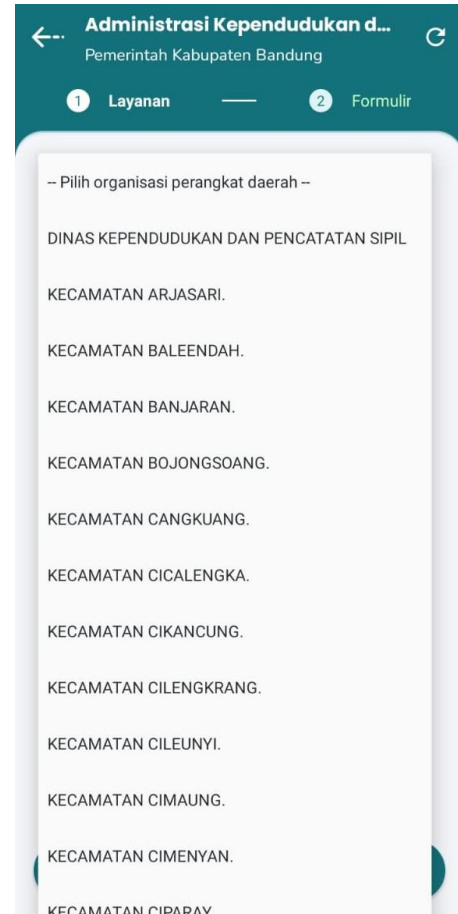 Administrasi Kependudukan d...
Pemerintah Kabupaten Bandung
1 Layanan 2 Formulir
-- Pilih organisasi perangkat daerah --
DINAS KEPENDUDUKAN DAN PENCATATAN SIPIL
KECAMATAN ARJASARI.
KECAMATAN BALEENDAH.
KECAMATAN BANJARAN.
KECAMATAN BOJONGSOANG.
KECAMATAN CANGKUANG.
KECAMATAN CICALENGKA.
KECAMATAN CIKANCUNG.
KECAMATAN CILENGKRANG.
KECAMATAN CILEUNYI.
KECAMATAN CIMAUNG.
KECAMATAN CIMENYAN.
KECAMATAN CIPARAY